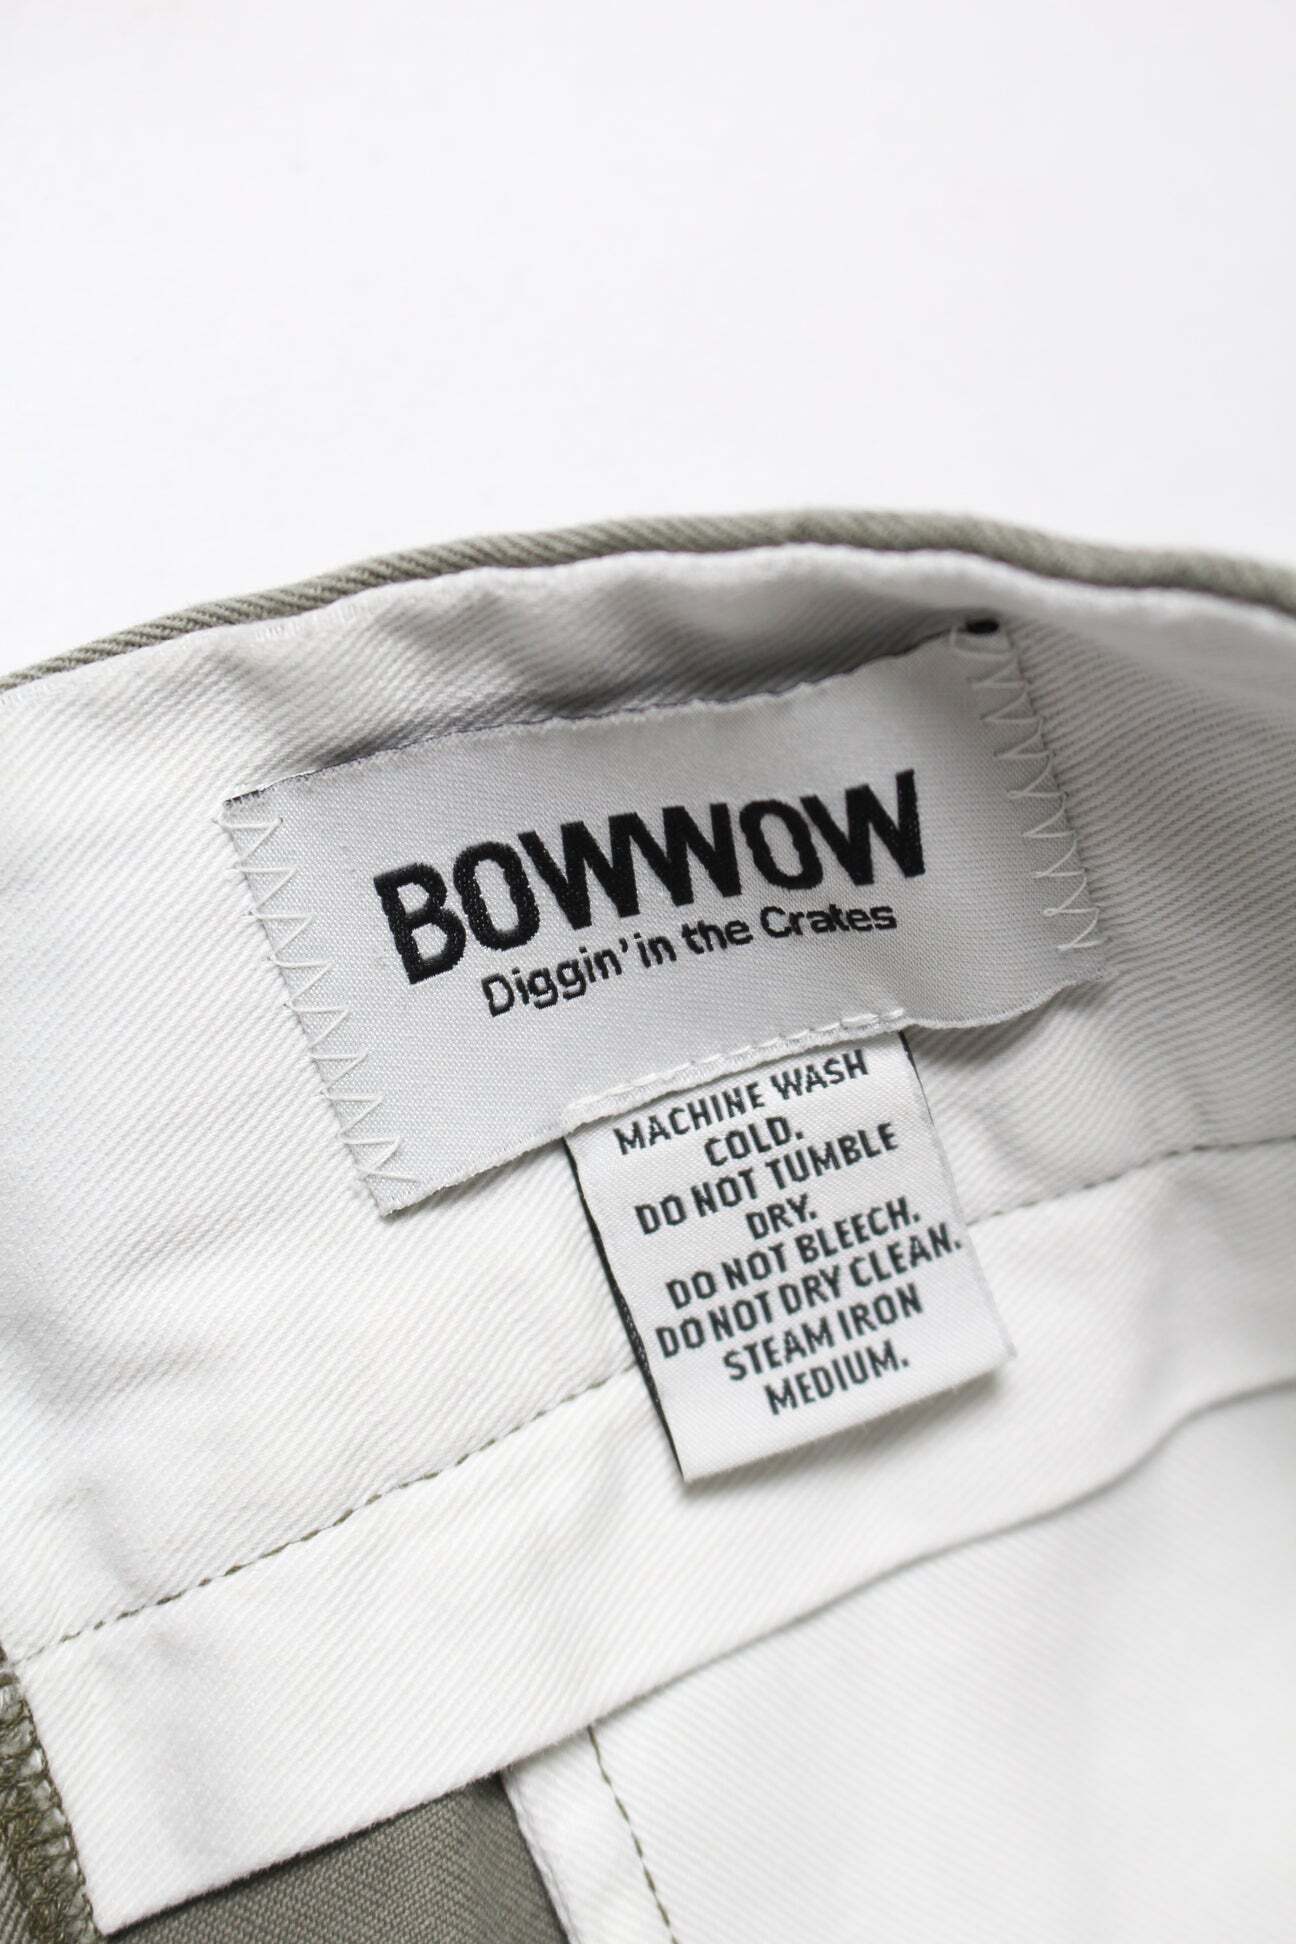 BOWWOW
Diggin' in the Crates
MACHINE WASH
COLD.
DO NOT TUMBLE
DRY.
DO NOT BLEECH.
DO NOT DRY CLEAN.
STEAM IRON
MEDIUM.